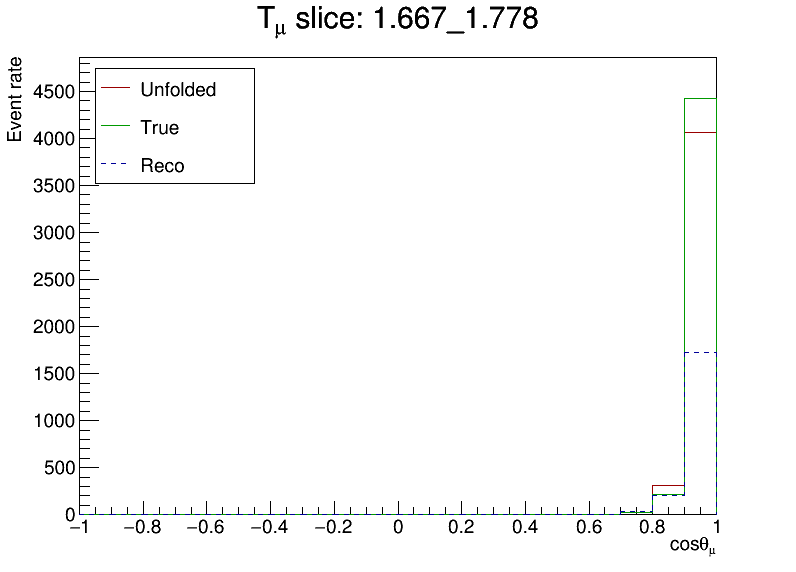 T_μ slice: 1.667_1.778
Event rate
Unfolded
True
Reco
4500
4000
3500
3000
2500
2000
1500
1000
500
0
−1 −0.8 −0.6 −0.4 −0.2 0 0.2 0.4 0.6 0.8 1
cosθ_μ